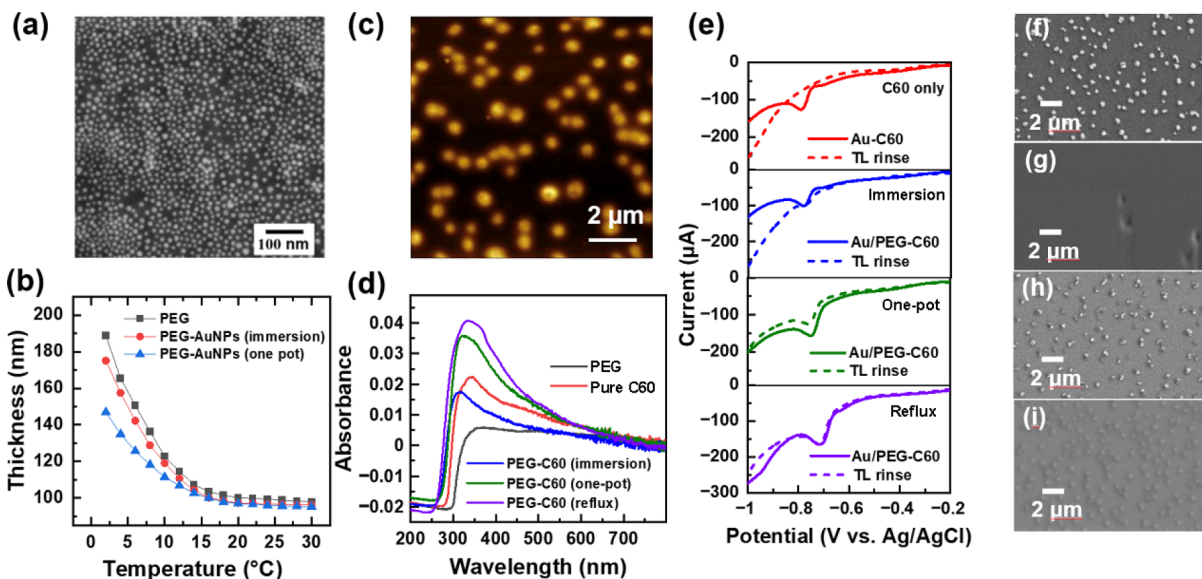 (a)
100 nm
(b)
Thickness (nm)
180
160
140
120
100
0 5 10 15 20 25 30
Temperature (°C)
PEG
PEG-AuNPs (immersion)
PEG-AuNPs (one pot)
(c)
2 μm
(d)
Absorbance
0.04
0.03
0.02
0.01
0
−0.01
−0.02
200 300 400 500 600 700
Wavelength (nm)
PEG
Pure C60
PEG-C60 (immersion)
PEG-C60 (one-pot)
PEG-C60 (reflux)
(e)
Current (μA)
0
−100
−200
C60 only
Au-C60
TL rinse
0
−100
−200
Immersion
Au/PEG-C60
TL rinse
0
−100
−200
One-pot
Au/PEG-C60
TL rinse
0
−100
−200
−300
Reflux
Au/PEG-C60
TL rinse
−1 −0.8 −0.6 −0.4 −0.2
Potential (V vs. Ag/AgCl)
(f)
2 μm
(g)
2 μm
(h)
2 μm
(i)
2 μm